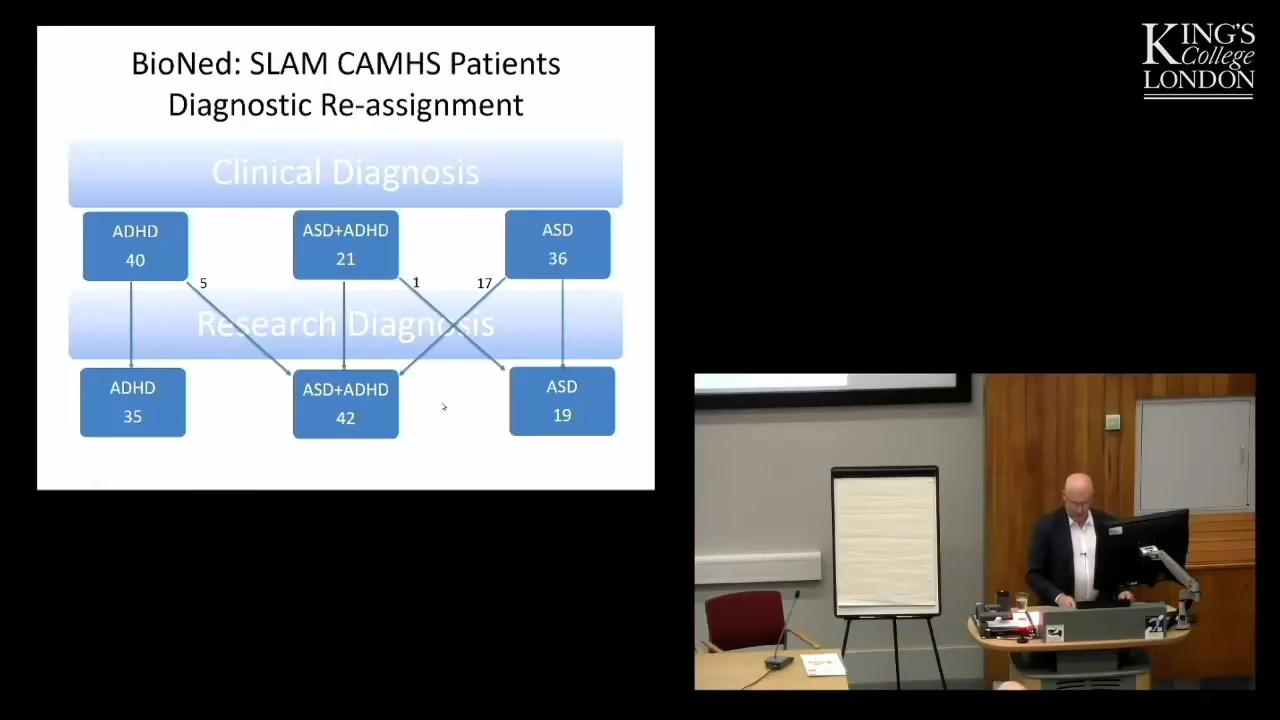 BioNed: SLAM CAMHS Patients
Diagnostic Re-assignment
Clinical Diagnosis
ADHD
40
ASD+ADHD
21
ASD
36
5
1
17
Research Diagnosis
ADHD
35
ASD+ADHD
42
ASD
19
KING'S
College
LONDON